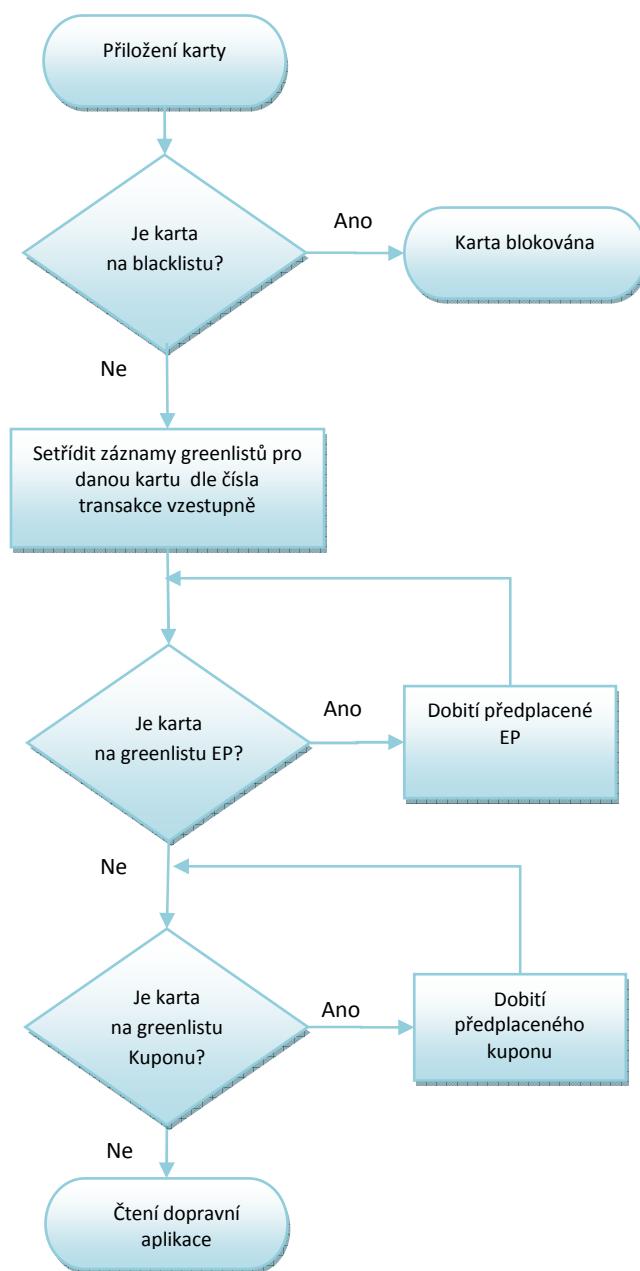 Přiložení karty
Je karta
na blacklistu?
Ano
Karta blokována
Ne
Setřídit záznamy greenlistů pro
danou kartu dle čísla
transakce vzestupně
Je karta
na greenlistu EP?
Ano
Dobití předplacené
EP
Ne
Je karta
na greenlistu
Kuponu?
Ano
Dobití
předplaceného
kuponu
Ne
Čtení dopravní
aplikace